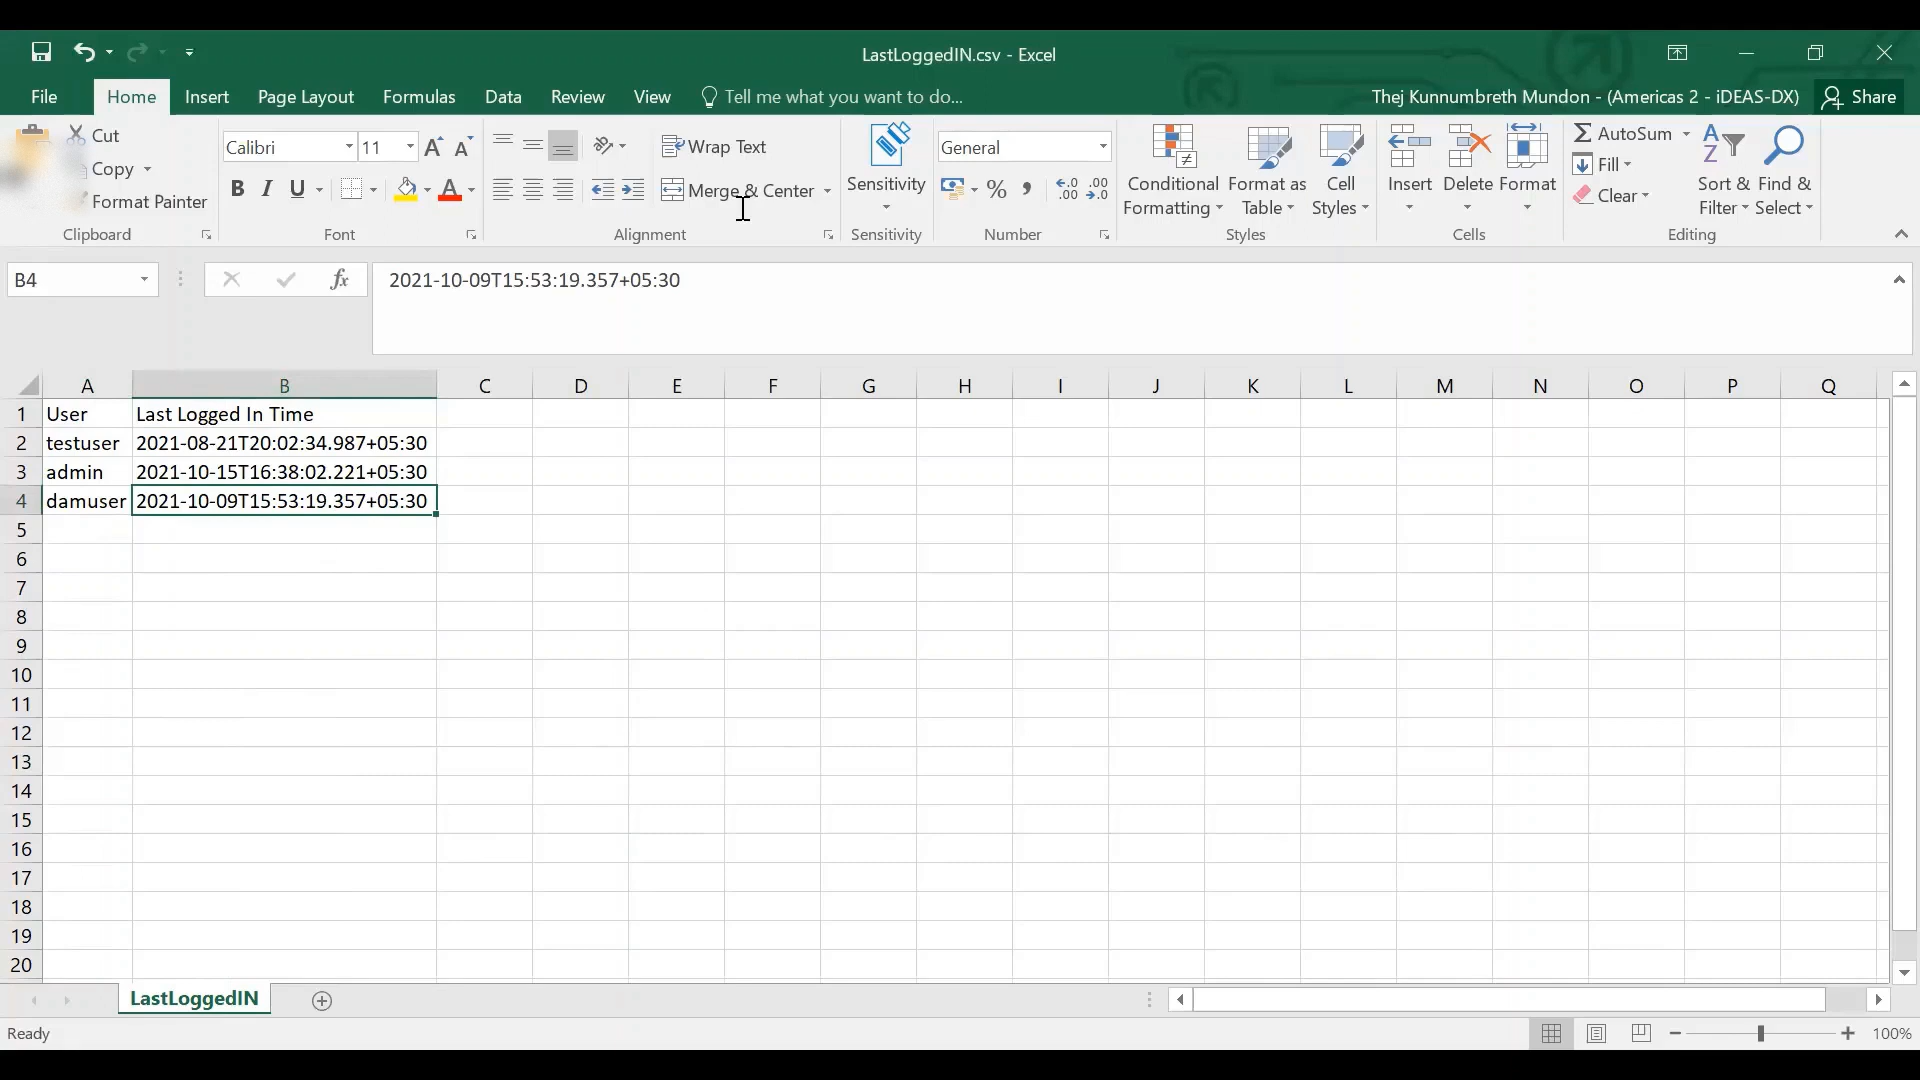 LastLoggedIN.csv - Excel
File Home Insert Page Layout Formulas Data Review View Tell me what you want to do... Thej Kunnumbreth Mundon - (Americas 2 - iDEAS-DX) Share
Cut
Copy
Format Painter
Clipboard
Calibri 11
B I U
Font
Wrap Text
Merge & Center
Alignment
Sensitivity
Sensitivity
General
Number
Conditional Formatting
Format as Table
Cell Styles
Styles
Insert Delete Format
Cells
AutoSum
Fill
Clear
Sort & Filter
Find & Select
Editing
B4 fx 2021-10-09T15:53:19.357+05:30
A B C D E F G H I J K L M N O P Q
1 User Last Logged In Time
2 testuser 2021-08-21T20:02:34.987+05:30
3 admin 2021-10-15T16:38:02.221+05:30
4 damuser 2021-10-09T15:53:19.357+05:30
5
6
7
8
9
10
11
12
13
14
15
16
17
18
19
20
LastLoggedIN
Ready 100%